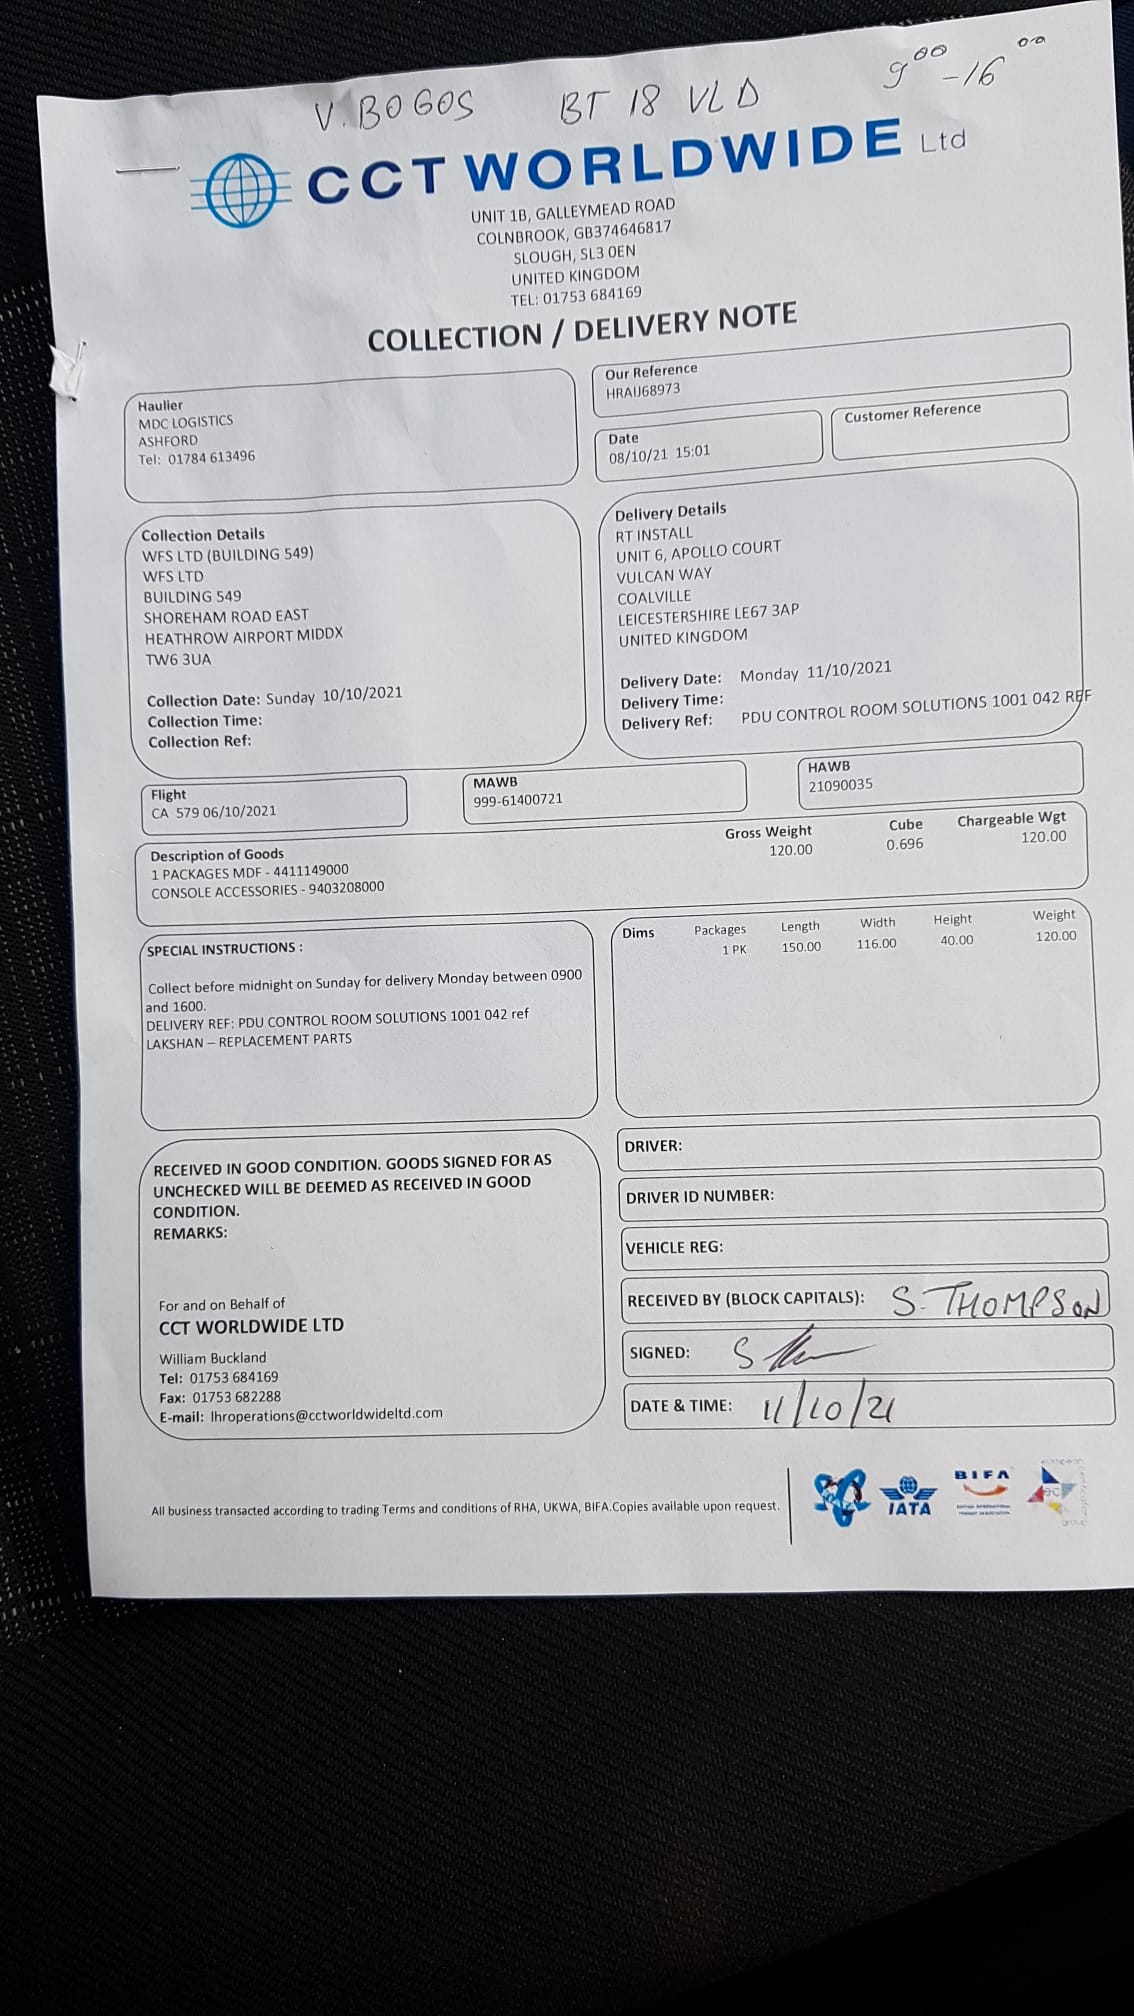 V. BOGOS BT 18 VLD 9⁰⁰ -16 ⁰⁰
CCT WORLDWIDE Ltd
UNIT 1B, GALLEYMEAD ROAD
COLNBROOK, GB374646817
SLOUGH, SL3 0EN
UNITED KINGDOM
TEL: 01753 684169
COLLECTION / DELIVERY NOTE
Haulier
MDC LOGISTICS
ASHFORD
Tel: 01784 613496
Our Reference
HRAIJ68973
Date
08/10/21 15:01
Customer Reference
Collection Details
WFS LTD (BUILDING 549)
WFS LTD
BUILDING 549
SHOREHAM ROAD EAST
HEATHROW AIRPORT MIDDX
TW6 3UA
Collection Date: Sunday 10/10/2021
Collection Time:
Collection Ref:
Delivery Details
RT INSTALL
UNIT 6, APOLLO COURT
VULCAN WAY
COALVILLE
LEICESTERSHIRE LE67 3AP
UNITED KINGDOM
Delivery Date: Monday 11/10/2021
Delivery Time:
Delivery Ref: PDU CONTROL ROOM SOLUTIONS 1001 042 REF
Flight
CA 579 06/10/2021
MAWB
999-61400721
HAWB
21090035
Description of Goods
1 PACKAGES MDF - 4411149000
CONSOLE ACCESSORIES - 9403208000
Gross Weight Cube Chargeable Wgt
120.00 0.696 120.00
SPECIAL INSTRUCTIONS :
Collect before midnight on Sunday for delivery Monday between 0900
and 1600.
DELIVERY REF: PDU CONTROL ROOM SOLUTIONS 1001 042 ref
LAKSHAN – REPLACEMENT PARTS
Dims Packages Length Width Height Weight
1 PK 150.00 116.00 40.00 120.00
RECEIVED IN GOOD CONDITION. GOODS SIGNED FOR AS
UNCHECKED WILL BE DEEMED AS RECEIVED IN GOOD
CONDITION.
REMARKS:
For and on Behalf of
CCT WORLDWIDE LTD
William Buckland
Tel: 01753 684169
Fax: 01753 682288
E-mail: lhroperations@cctworldwideltd.com
DRIVER:
DRIVER ID NUMBER:
VEHICLE REG:
RECEIVED BY (BLOCK CAPITALS): S. THOMPSON
SIGNED:
DATE & TIME: 11/10/21
All business transacted according to trading Terms and conditions of RHA, UKWA, BIFA.Copies available upon request.
IATA
BIFA